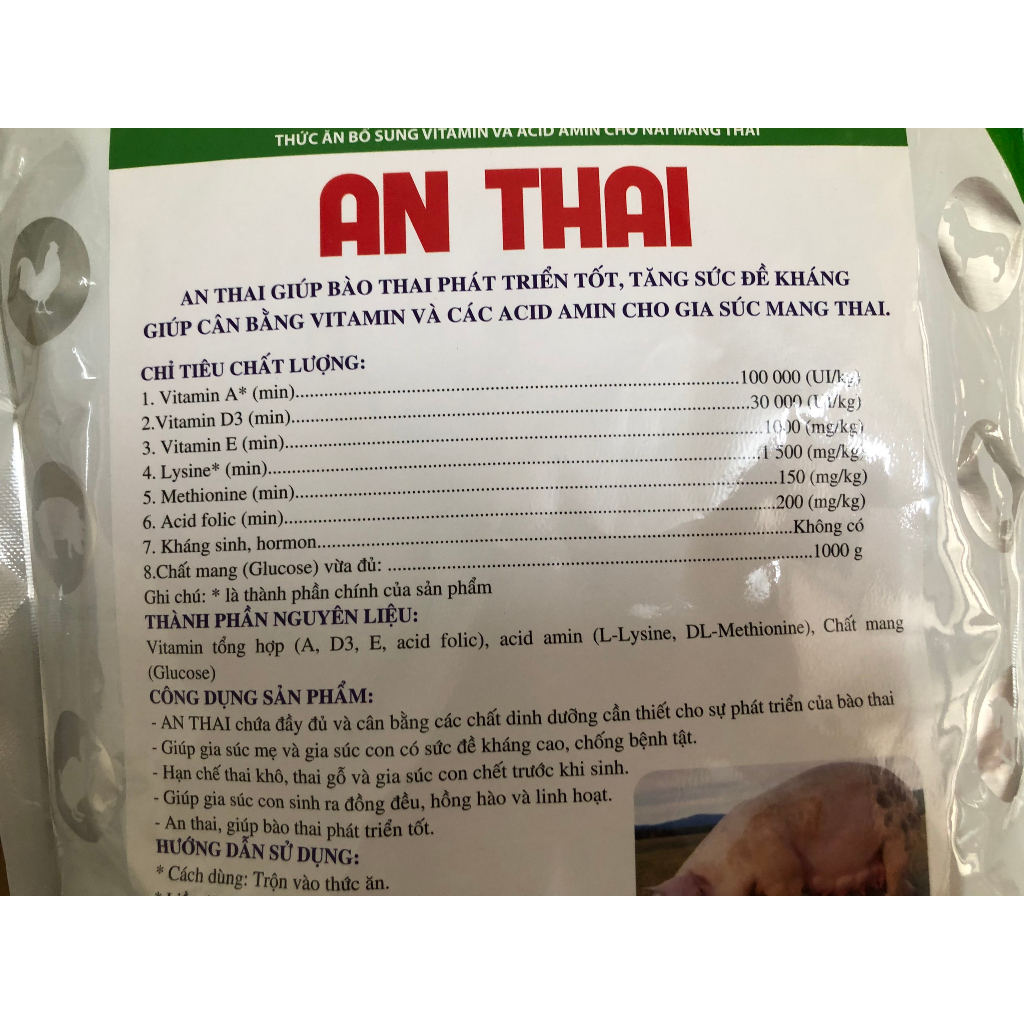 THỨC ĂN BỔ SUNG VITAMIN VÀ ACID AMIN CHO NÁI MANG THAI
AN THAI
AN THAI GIÚP BÀO THAI PHÁT TRIỂN TỐT, TĂNG SỨC ĐỀ KHÁNG
GIÚP CÂN BẰNG VITAMIN VÀ CÁC ACID AMIN CHO GIA SÚC MANG THAI.
CHỈ TIÊU CHẤT LƯỢNG:
1. Vitamin A* (min)....................100 000 (UI/kg)
2.Vitamin D3 (min)....................30 000 (UI/kg)
3. Vitamin E (min)....................1000 (mg/kg)
4. Lysine* (min)....................1 500 (mg/kg)
5. Methionine (min)....................150 (mg/kg)
6. Acid folic (min)....................200 (mg/kg)
7. Kháng sinh, hormon....................Không có
8.Chất mang (Glucose) vừa đủ: ....................1000 g
Ghi chú: * là thành phần chính của sản phẩm
THÀNH PHẦN NGUYÊN LIỆU:
Vitamin tổng hợp (A, D3, E, acid folic), acid amin (L-Lysine, DL-Methionine), Chất mang
(Glucose)
CÔNG DỤNG SẢN PHẨM:
- AN THAI chứa đầy đủ và cân bằng các chất dinh dưỡng cần thiết cho sự phát triển của bào thai
- Giúp gia súc mẹ và gia súc con có sức đề kháng cao, chống bệnh tật.
- Hạn chế thai khô, thai gỗ và gia súc con chết trước khi sinh.
- Giúp gia súc con sinh ra đồng đều, hồng hào và linh hoạt.
- An thai, giúp bào thai phát triển tốt.
HƯỚNG DẪN SỬ DỤNG:
* Cách dùng: Trộn vào thức ăn.